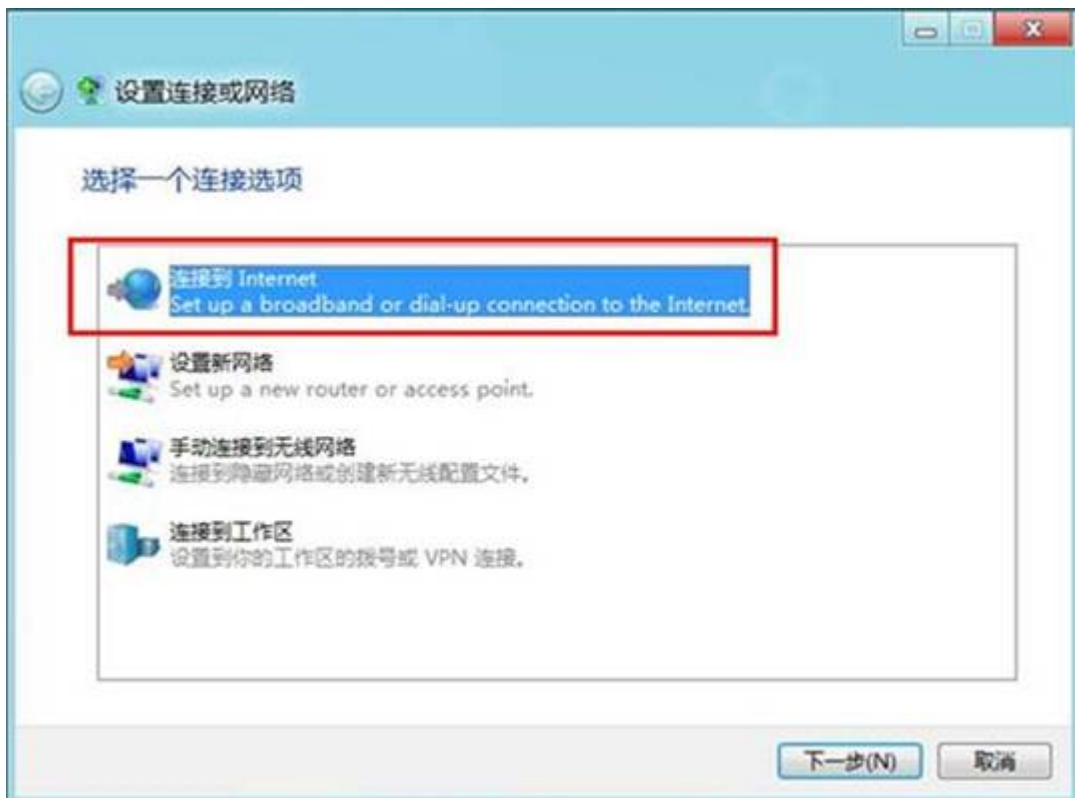 设置连接或网络
选择一个连接选项
连接到 Internet
Set up a broadband or dial-up connection to the Internet.
设置新网络
Set up a new router or access point.
手动连接到无线网络
连接到隐藏网络或创建新无线配置文件。
连接到工作区
设置到你的工作区的拨号或 VPN 连接。
下一步(N)
取消